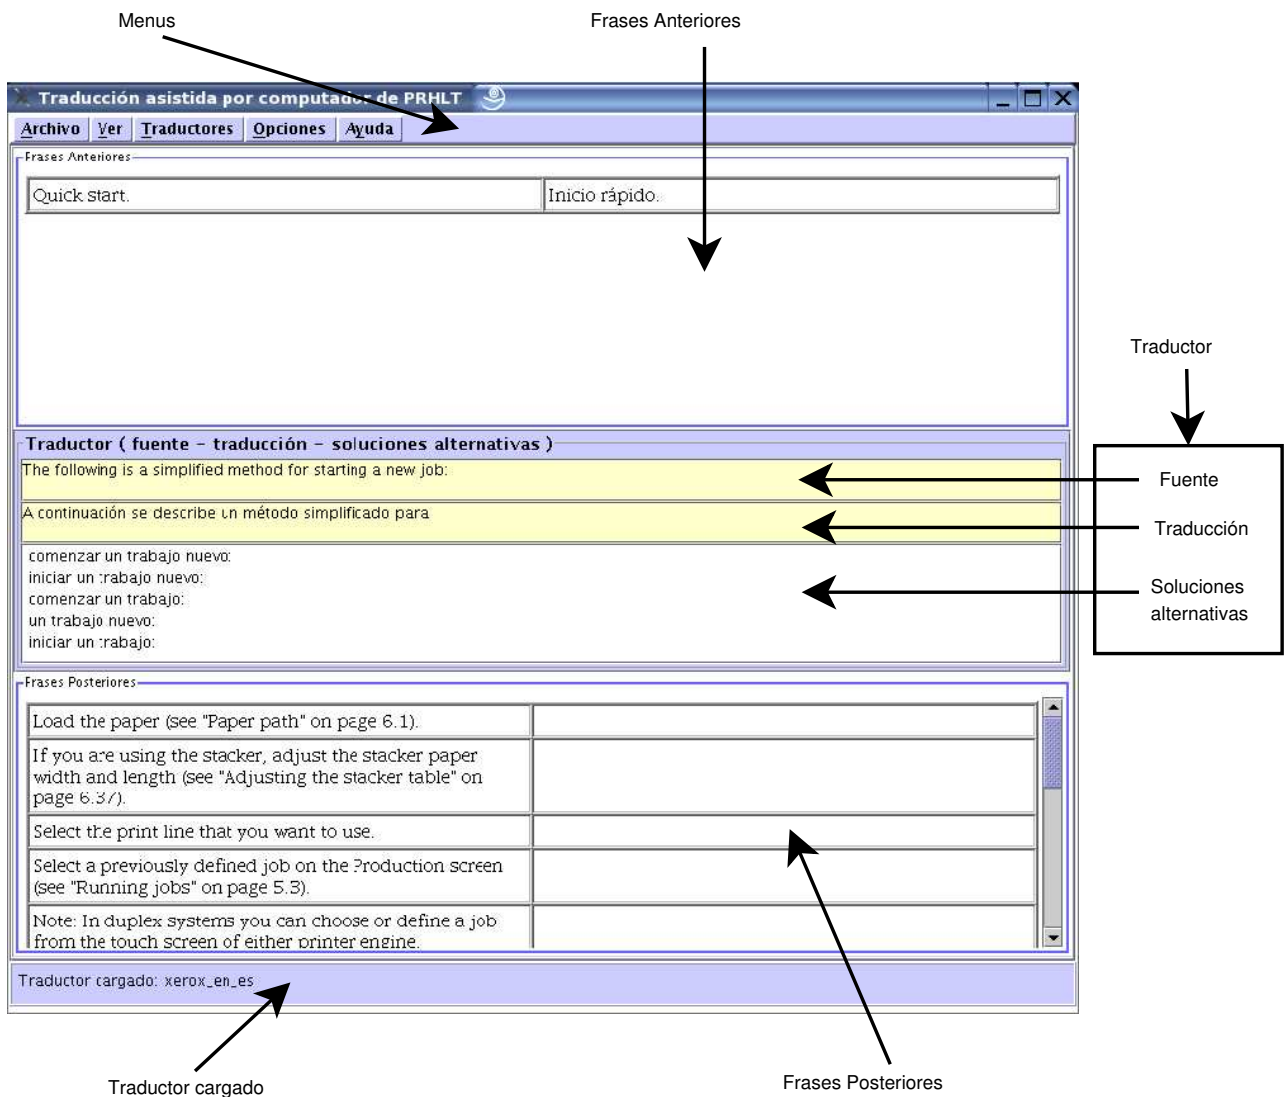 Menus
Frases Anteriores
Traducción asistida por computador de PRHLT
Archivo Ver Traductores Opciones Ayuda
Frases Anteriores
Quick start.
Inicio rápido.
Traductor
Traductor ( fuente – traducción – soluciones alternativas )
The following is a simplified method for starting a new job:
Fuente
A continuación se describe un método simplificado para
Traducción
comenzar un trabajo nuevo:
iniciar un trabajo nuevo:
comenzar un trabajo:
un trabajo nuevo:
iniciar un trabajo:
Soluciones
alternativas
Frases Posteriores
Load the paper (see "Paper path" on page 6.1).
If you are using the stacker, adjust the stacker paper
width and length (see "Adjusting the stacker table" on
page 6.37).
Select the print line that you want to use.
Select a previously defined job on the Production screen
(see "Running jobs" on page 5.3).
Note: In duplex systems you can choose or define a job
from the touch screen of either printer engine.
Traductor cargado: xerox_en_es
Traductor cargado
Frases Posteriores